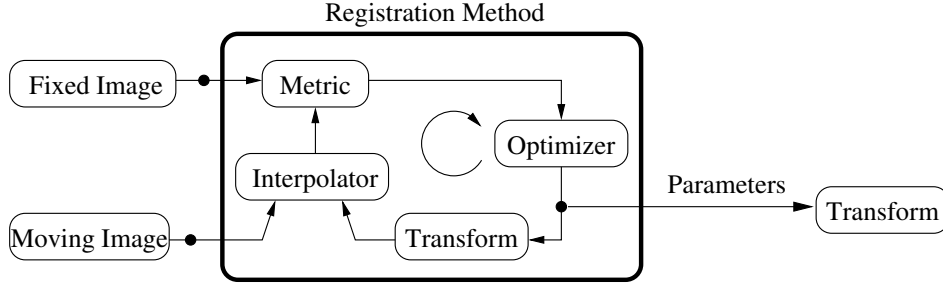 Registration Method
Fixed Image
Metric
Optimizer
Interpolator
Parameters
Transform
Moving Image
Transform